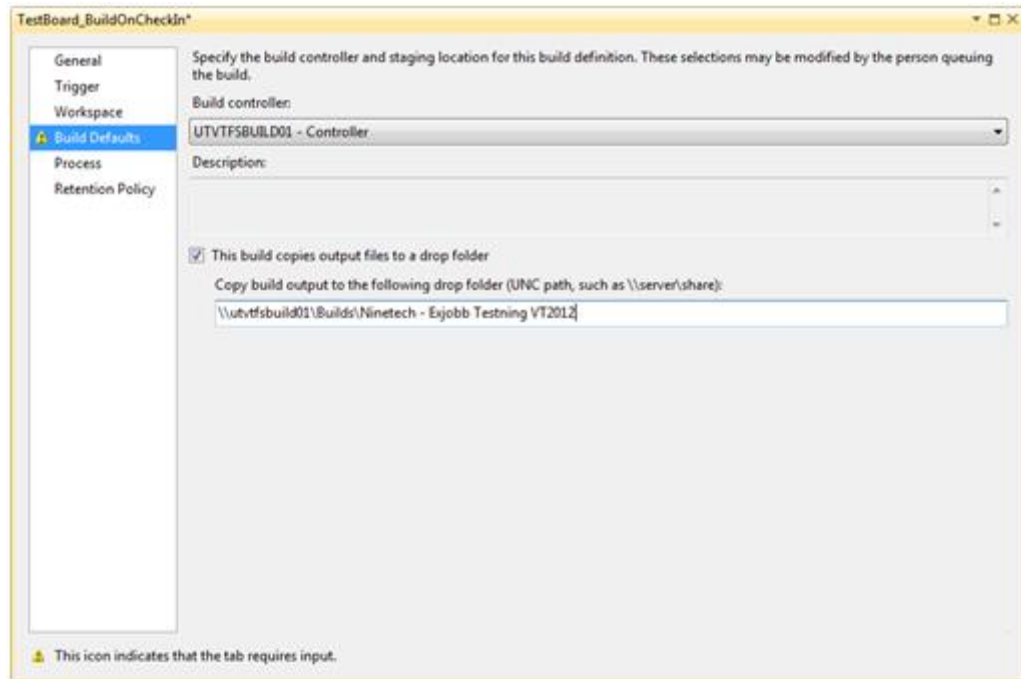 TestBoard_BuildOnCheckIn*
General
Trigger
Workspace
Build Defaults
Process
Retention Policy
Specify the build controller and staging location for this build definition. These selections may be modified by the person queuing
the build.
Build controller:
UTVTFSBUILD01 - Controller
Description:
This build copies output files to a drop folder
Copy build output to the following drop folder (UNC path, such as \\server\share):
\\utvtfsbuild01\Builds\Ninetech - Exjobb Testning VT2012
This icon indicates that the tab requires input.